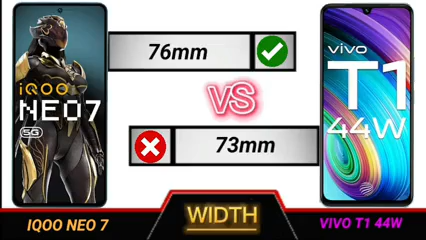 76mm
iQOO
NEO7
5G
VS
vivo
T1
44W
73mm
WIDTH
IQOO NEO 7
VIVO T1 44W